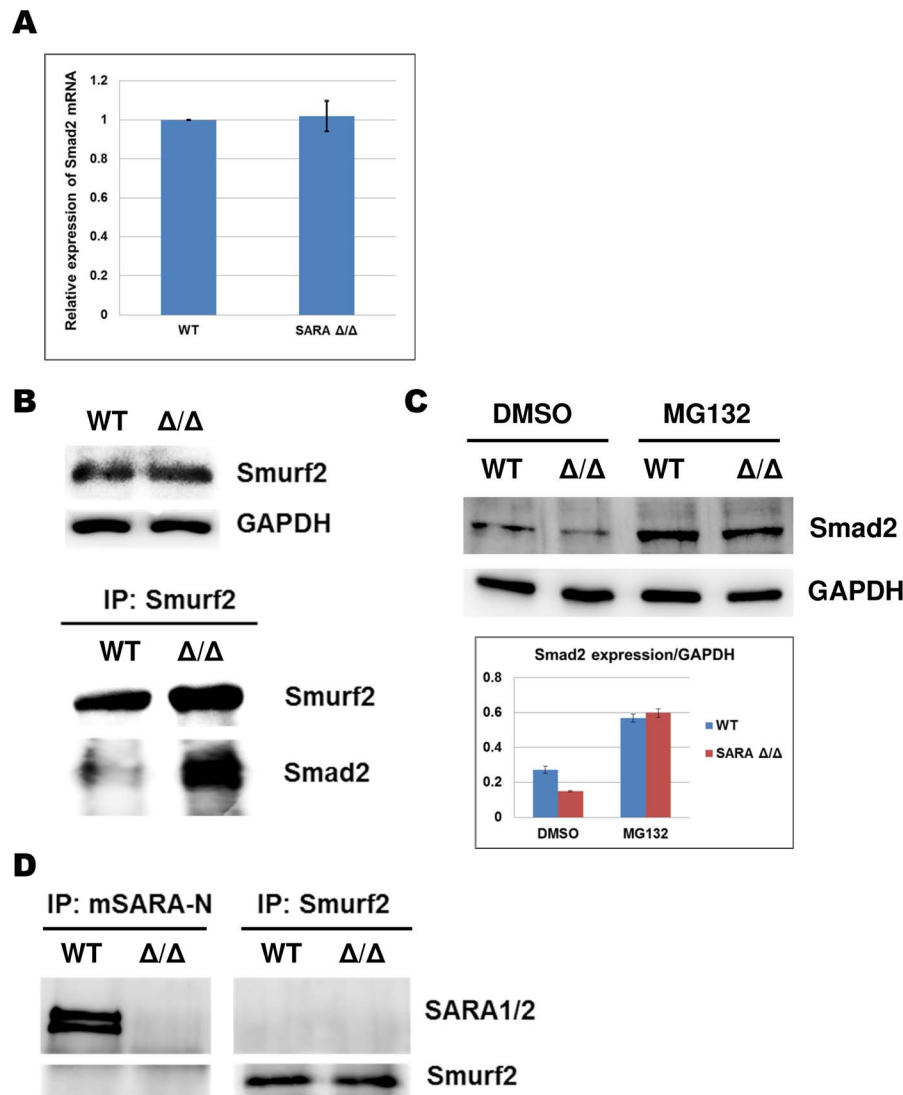 A
Relative expression of Smad2 mRNA
1.2
1
0.8
0.6
0.4
0.2
0
WT SARA Δ/Δ
B
WT Δ/Δ
Smurf2
GAPDH
IP: Smurf2
WT Δ/Δ
Smurf2
Smad2
C
DMSO MG132
WT Δ/Δ WT Δ/Δ
Smad2
GAPDH
Smad2 expression/GAPDH
0.8
0.6
0.4
0.2
0
DMSO MG132
WT
SARA Δ/Δ
D
IP: mSARA-N IP: Smurf2
WT Δ/Δ WT Δ/Δ
SARA1/2
Smurf2